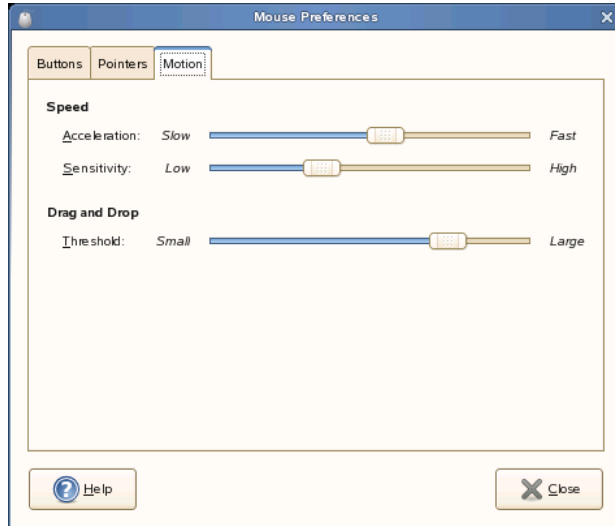 Mouse Preferences
Buttons Pointers Motion
Speed
Acceleration: Slow Fast
Sensitivity: Low High
Drag and Drop
Threshold: Small Large
Help Close